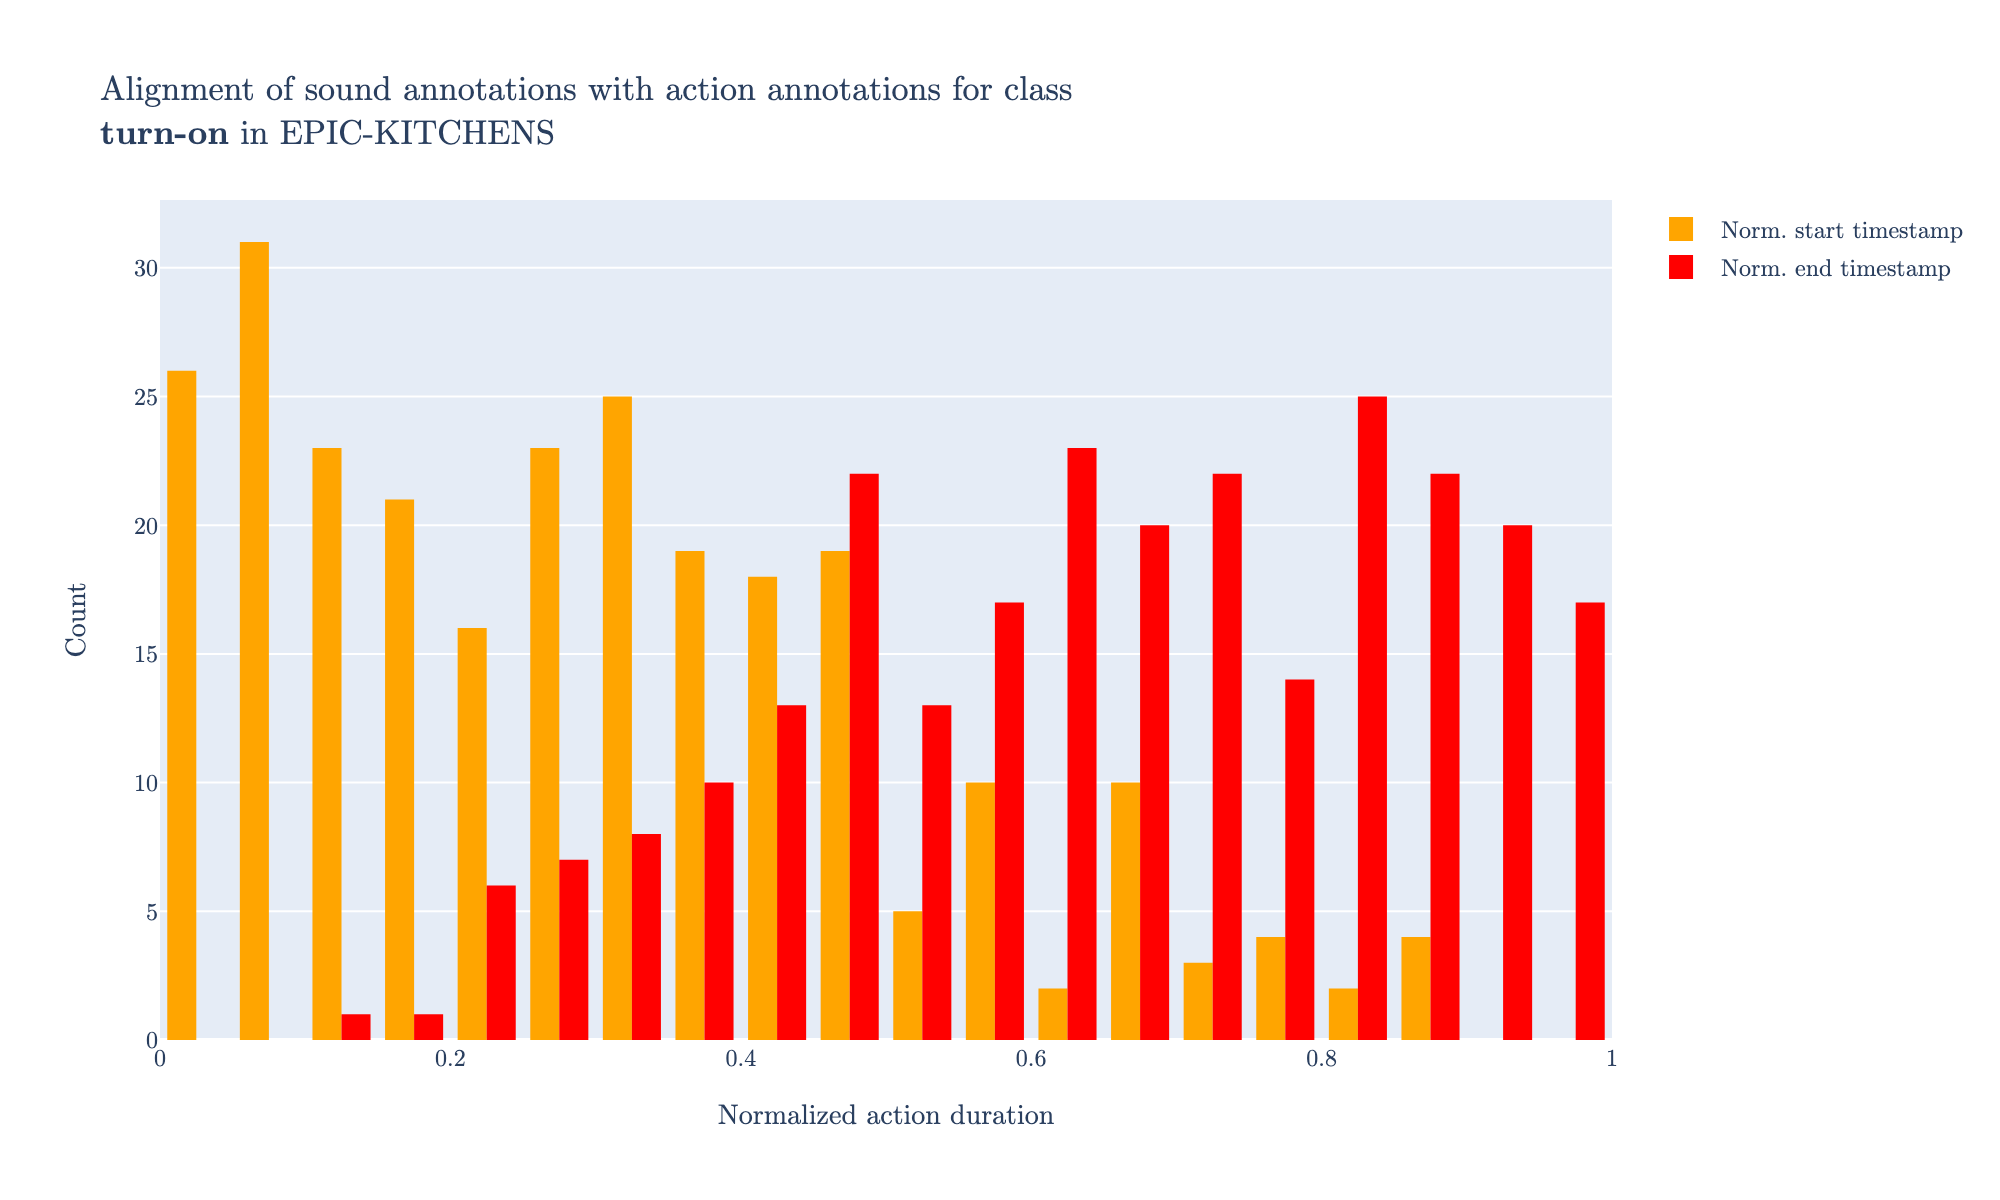 Alignment of sound annotations with action annotations for class
turn-on in EPIC-KITCHENS
Norm. start timestamp
Norm. end timestamp
30
25
20
15
10
5
0
Count
0
0.2
0.4
0.6
0.8
1
Normalized action duration